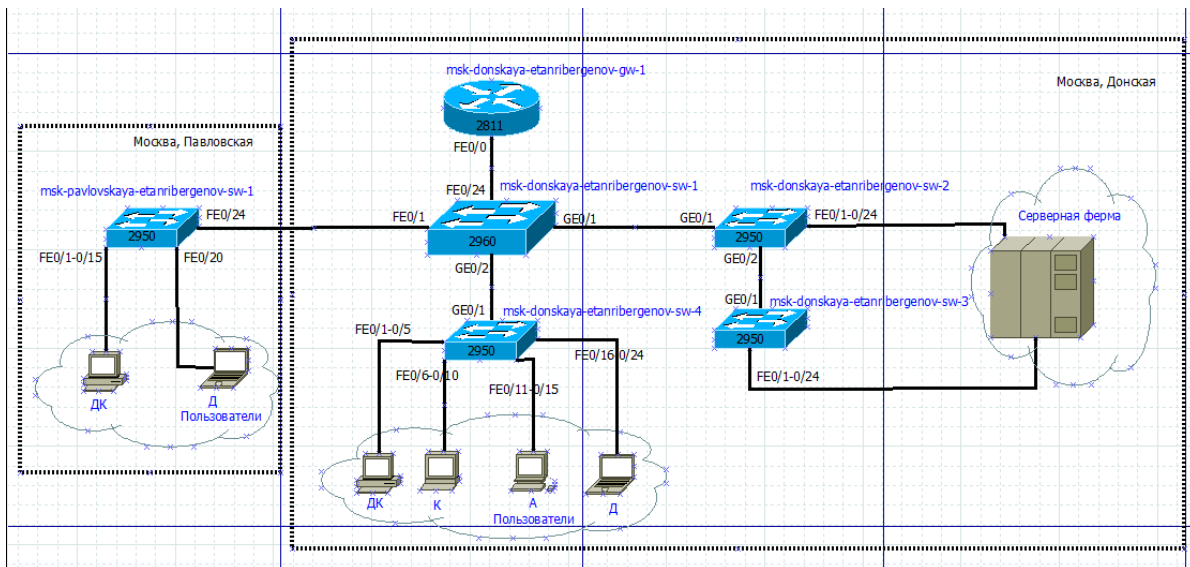 Москва, Павловская
msk-pavlovskaya-etanribergenov-sw-1
FE0/24
2950
FE0/1-0/15
FE0/20
ДК
Д
Пользователи
Москва, Донская
msk-donskaya-etanribergenov-gw-1
2811
FE0/0
FE0/24
msk-donskaya-etanribergenov-sw-1
FE0/1
GE0/1
2960
GE0/2
msk-donskaya-etanribergenov-sw-2
GE0/1
FE0/1-0/24
2950
GE0/2
Серверная ферма
GE0/1
msk-donskaya-etanribergenov-sw-3
2950
FE0/1-0/24
GE0/1
msk-donskaya-etanribergenov-sw-4
2950
FE0/1-0/5
FE0/6-0/10
FE0/11-0/15
FE0/16-0/24
ДК
К
А
Д
Пользователи